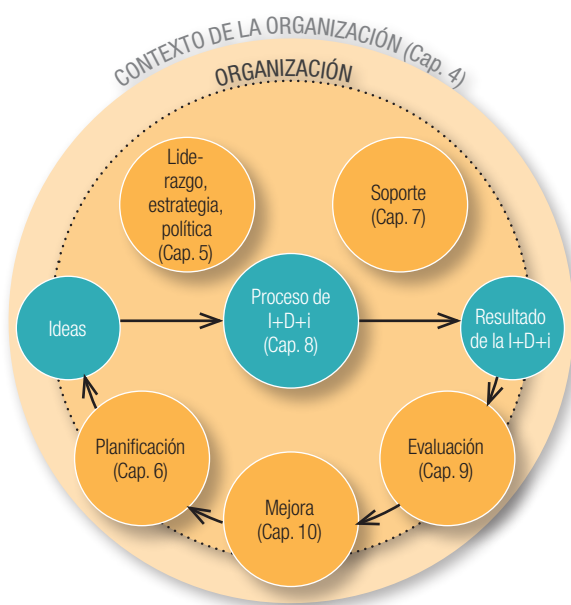 CONTEXTO DE LA ORGANIZACIÓN (Cap. 4)
ORGANIZACIÓN
Lide-
razgo,
estrategia,
política
(Cap. 5)
Soporte
(Cap. 7)
Ideas
Proceso de
I+D+i
(Cap. 8)
Resultado
de la I+D+i
Planificación
(Cap. 6)
Evaluación
(Cap. 9)
Mejora
(Cap. 10)